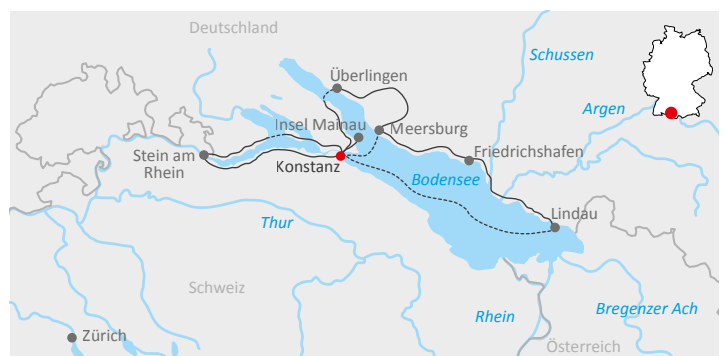 Deutschland
Schussen
Überlingen
Argen
Insel Mainau
Meersburg
Stein am
Rhein
Konstanz
Friedrichshafen
Bodensee
Thur
Lindau
Schweiz
Rhein
Bregenzer Ach
Zürich
Österreich